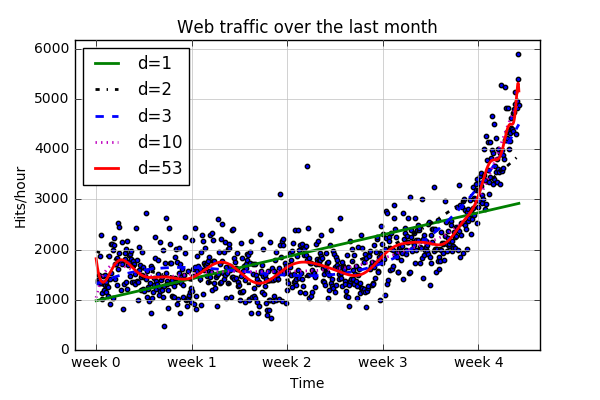 Web traffic over the last month
d=1
d=2
d=3
d=10
d=53
6000
5000
4000
3000
2000
1000
0
Hits/hour
week 0 week 1 week 2 week 3 week 4
Time